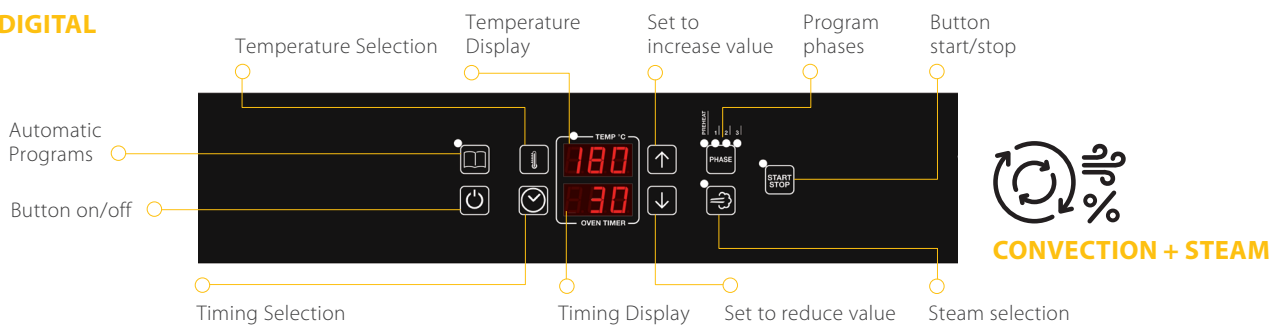 DIGITAL
Temperature Selection
Temperature
Display
Set to
increase value
Program
phases
Button
start/stop
Automatic
Programs
Button on/off
TEMP °C
180
30
OVEN TIMER
PREHEAT
1
2
3
PHASE
START
STOP
%
CONVECTION + STEAM
Timing Selection
Timing Display
Set to reduce value
Steam selection